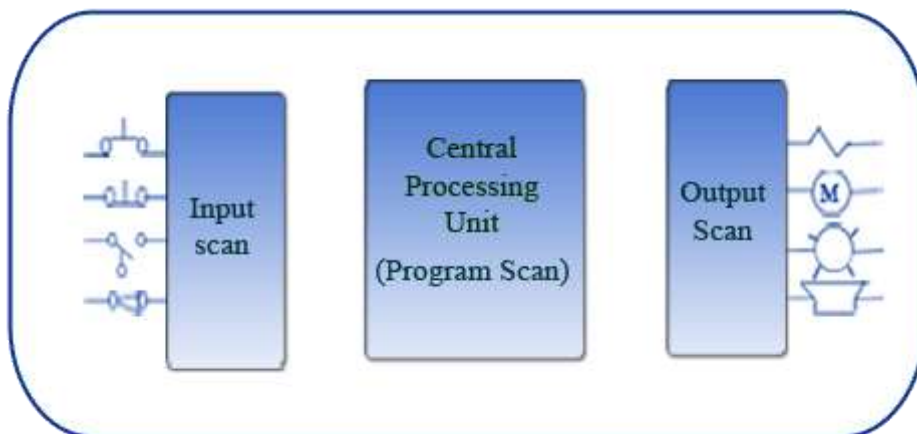 Input
scan
Central
Processing
Unit
(Program Scan)
Output
Scan
M